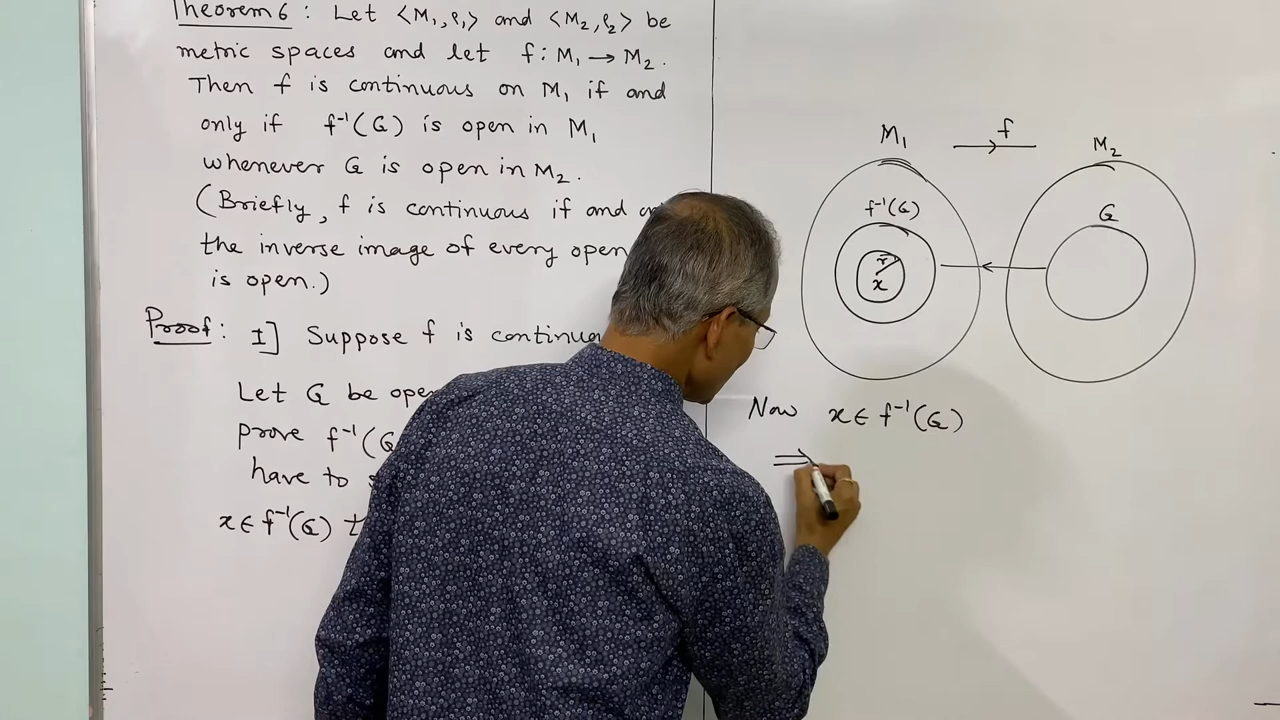 Theorem 6 : Let <M₁, ρ₁> and <M₂, ρ₂> be
metric spaces and let f : M₁ → M₂.
Then f is continuous on M₁ if and
only if f⁻¹(G) is open in M₁
whenever G is open in M₂.
(Briefly, f is continuous if and
the inverse image of every open
is open.)
Proof : I] Suppose f is
Let G be
prove f⁻¹(G
have to
x ∈ f⁻¹(G)
M₁
f
M₂
f⁻¹(G)
G
r
x
Now x ∈ f⁻¹(G)
⇒